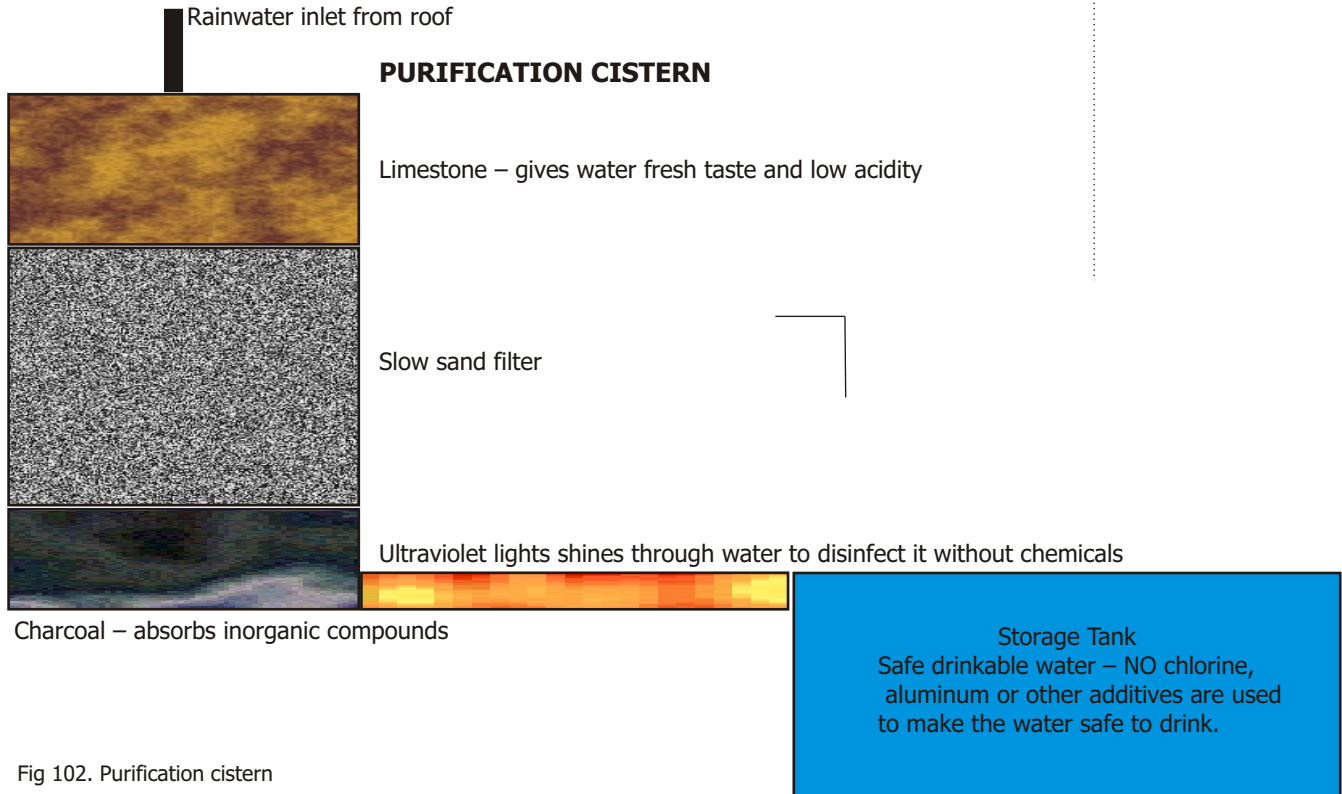 Rainwater inlet from roof
PURIFICATION CISTERN
Limestone – gives water fresh taste and low acidity
Slow sand filter
Ultraviolet lights shines through water to disinfect it without chemicals
Charcoal – absorbs inorganic compounds
Storage Tank
Safe drinkable water – NO chlorine,
aluminum or other additives are used
to make the water safe to drink.
Fig 102. Purification cistern